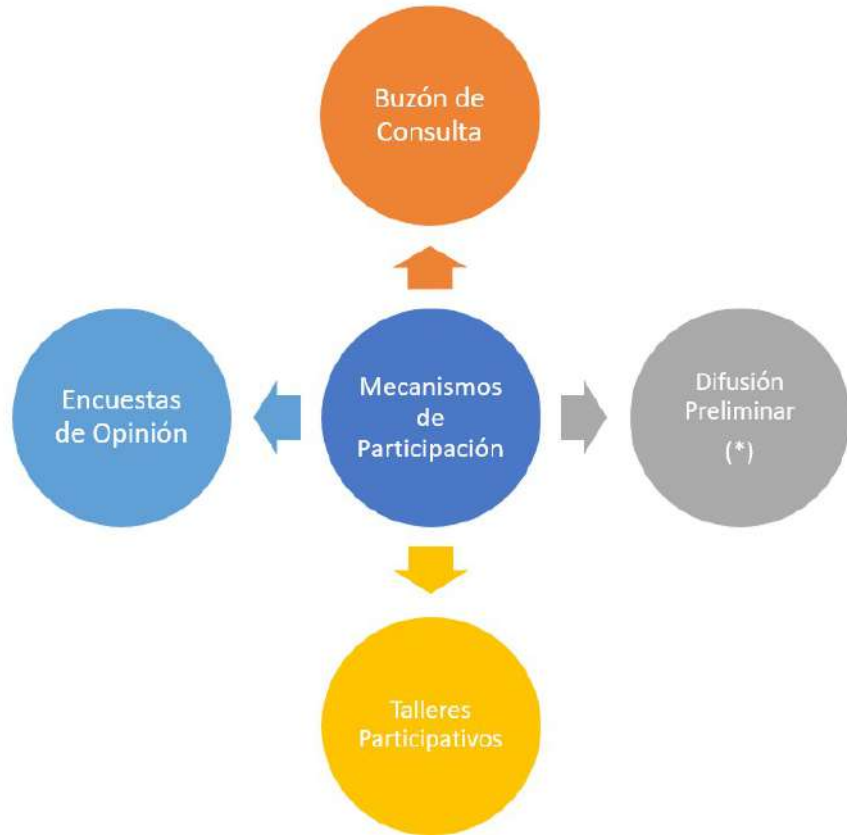 Buzón de
Consulta
Encuestas
de Opinión
Mecanismos
de
Participación
Difusión
Preliminar
(*)
Talleres
Participativos